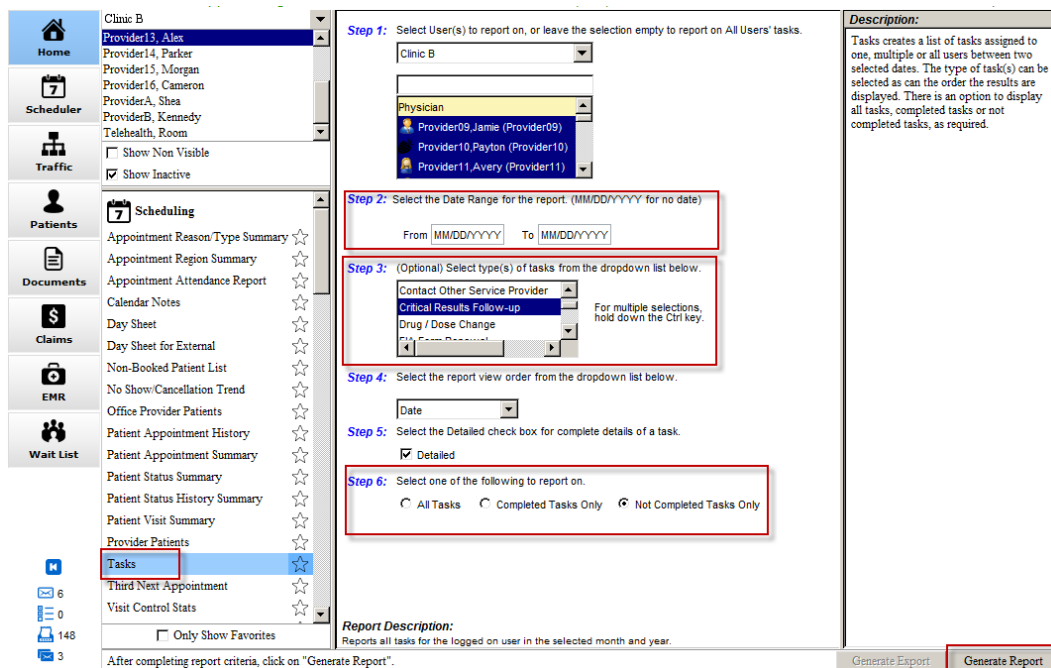 Home
7
Scheduler
Traffic
Patients
Documents
$
Claims
EMR
Wait List
6
0
148
3
Clinic B
Provider13, Alex
Provider14, Parker
Provider15, Morgan
Provider16, Cameron
ProviderA, Shea
ProviderB, Kennedy
Telehealth, Room
Show Non Visible
Show Inactive
7 Scheduling
Appointment Reason/Type Summary
Appointment Region Summary
Appointment Attendance Report
Calendar Notes
Day Sheet
Day Sheet for External
Non-Booked Patient List
No Show/Cancellation Trend
Office Provider Patients
Patient Appointment History
Patient Appointment Summary
Patient Status Summary
Patient Status History Summary
Patient Visit Summary
Provider Patients
Tasks
Third Next Appointment
Visit Control Stats
Only Show Favorites
Step 1: Select User(s) to report on, or leave the selection empty to report on All Users' tasks.
Clinic B
Physician
Provider09,Jamie (Provider09)
Provider10,Payton (Provider10)
Provider11,Avery (Provider11)
Step 2: Select the Date Range for the report. (MM/DD/YYYY for no date)
From MM/DD/YYYY To MM/DD/YYYY
Step 3: (Optional) Select type(s) of tasks from the dropdown list below.
Contact Other Service Provider
Critical Results Follow-up
Drug / Dose Change
For multiple selections,
hold down the Ctrl key.
Step 4: Select the report view order from the dropdown list below.
Date
Step 5: Select the Detailed check box for complete details of a task.
Detailed
Step 6: Select one of the following to report on.
All Tasks Completed Tasks Only Not Completed Tasks Only
Report Description:
Reports all tasks for the logged on user in the selected month and year.
Description:
Tasks creates a list of tasks assigned to
one, multiple or all users between two
selected dates. The type of task(s) can be
selected as can the order the results are
displayed. There is an option to display
all tasks, completed tasks or not
completed tasks, as required.
After completing report criteria, click on "Generate Report".
Generate Export
Generate Report